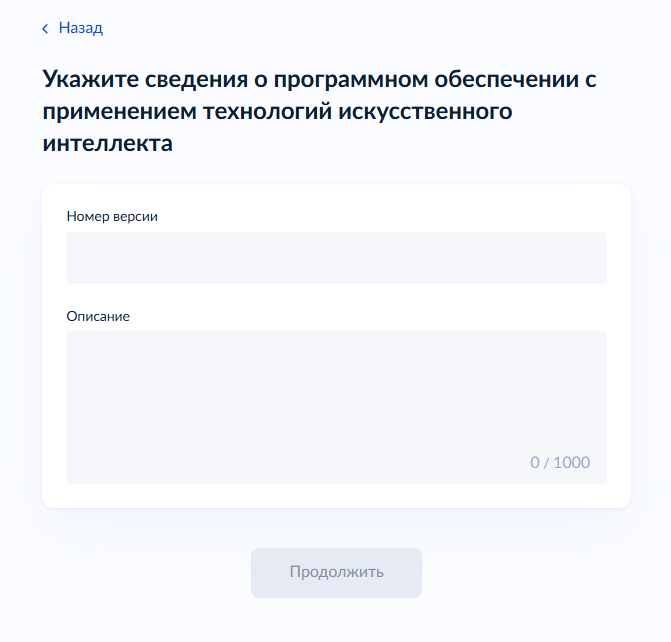 Назад
Укажите сведения о программном обеспечении с
применением технологий искусственного
интеллекта
Номер версии
Описание
0 / 1000
Продолжить